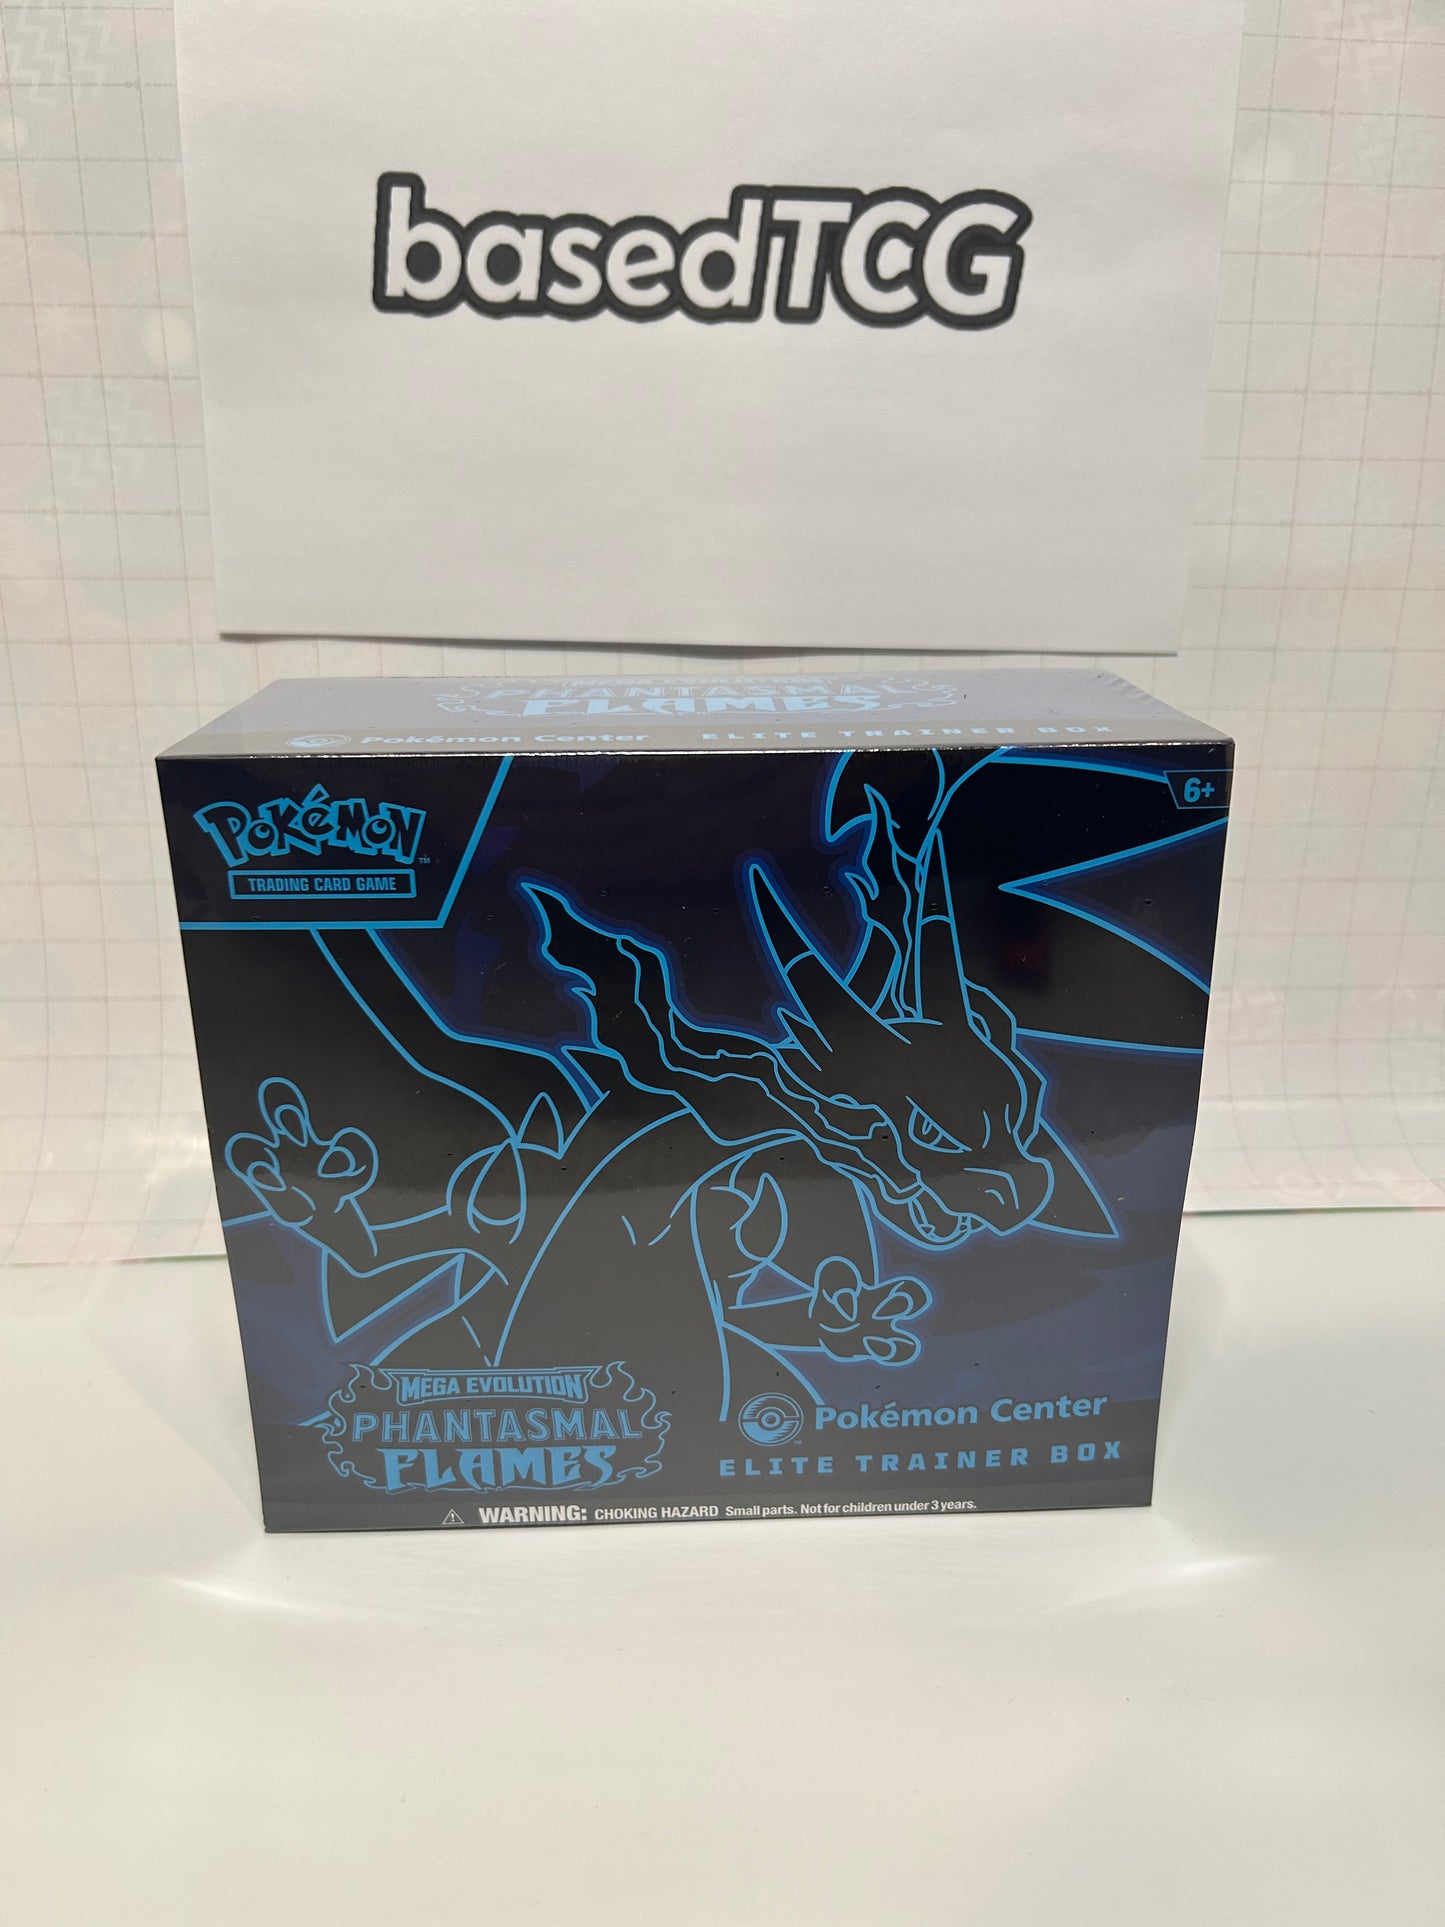 basedTCG
MEGA EVOLUTION
PHANTASMAL
FLAMES
Pokémon Center ELITE TRAINER BOX
POKéMON™
TRADING CARD GAME
6+
MEGA EVOLUTION
PHANTASMAL
FLAMES
Pokémon Center
ELITE TRAINER BOX
WARNING: CHOKING HAZARD Small parts. Not for children under 3 years.